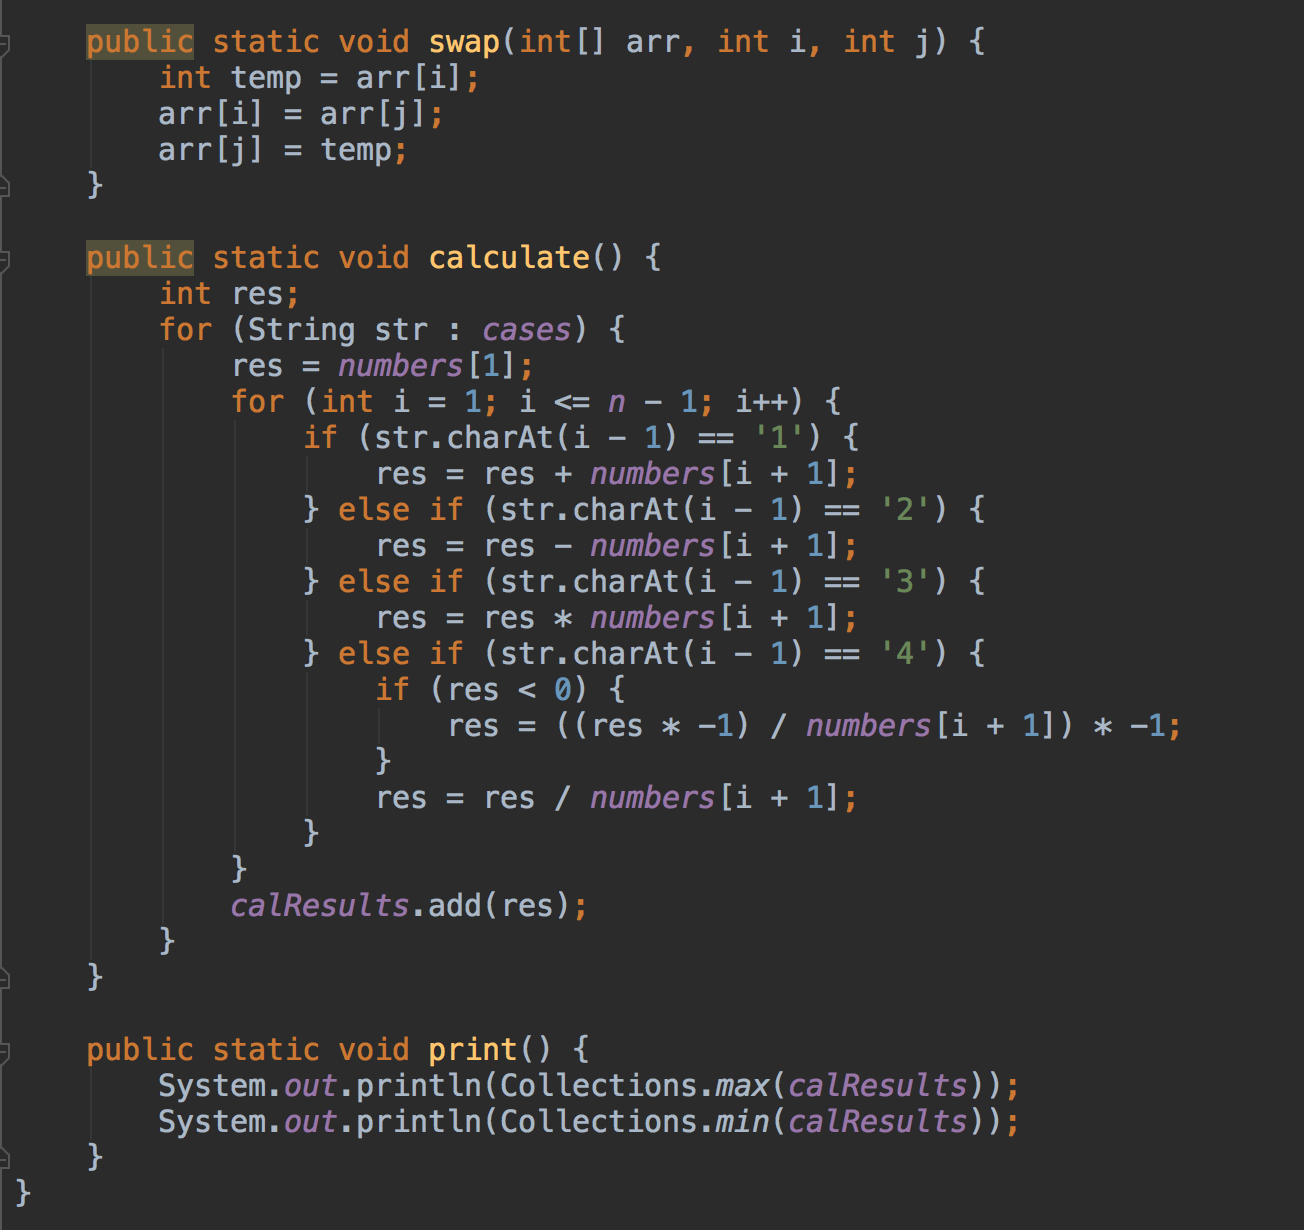 public static void swap(int[] arr, int i, int j) {
int temp = arr[i];
arr[i] = arr[j];
arr[j] = temp;
}
public static void calculate() {
int res;
for (String str : cases) {
res = numbers[1];
for (int i = 1; i <= n - 1; i++) {
if (str.charAt(i - 1) == '1') {
res = res + numbers[i + 1];
} else if (str.charAt(i - 1) == '2') {
res = res - numbers[i + 1];
} else if (str.charAt(i - 1) == '3') {
res = res * numbers[i + 1];
} else if (str.charAt(i - 1) == '4') {
if (res < 0) {
res = ((res * -1) / numbers[i + 1]) * -1;
}
res = res / numbers[i + 1];
}
}
calResults.add(res);
}
}
public static void print() {
System.out.println(Collections.max(calResults));
System.out.println(Collections.min(calResults));
}
}